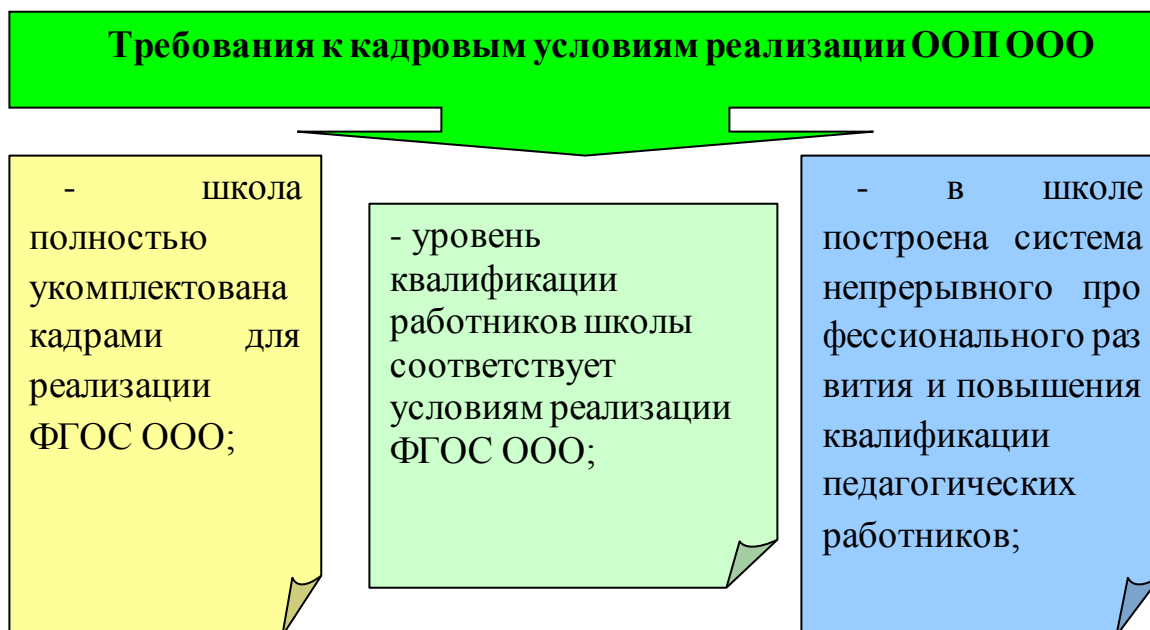 Требования к кадровым условиям реализации ООП ООО
- школа
полностью
укомплектована
кадрами для
реализации
ФГОС ООО;
- уровень
квалификации
работников школы
соответствует
условиям реализации
ФГОС ООО;
- в школе
построена система
непрерывного про
фессионального раз
вития и повышения
квалификации
педагогических
работников;